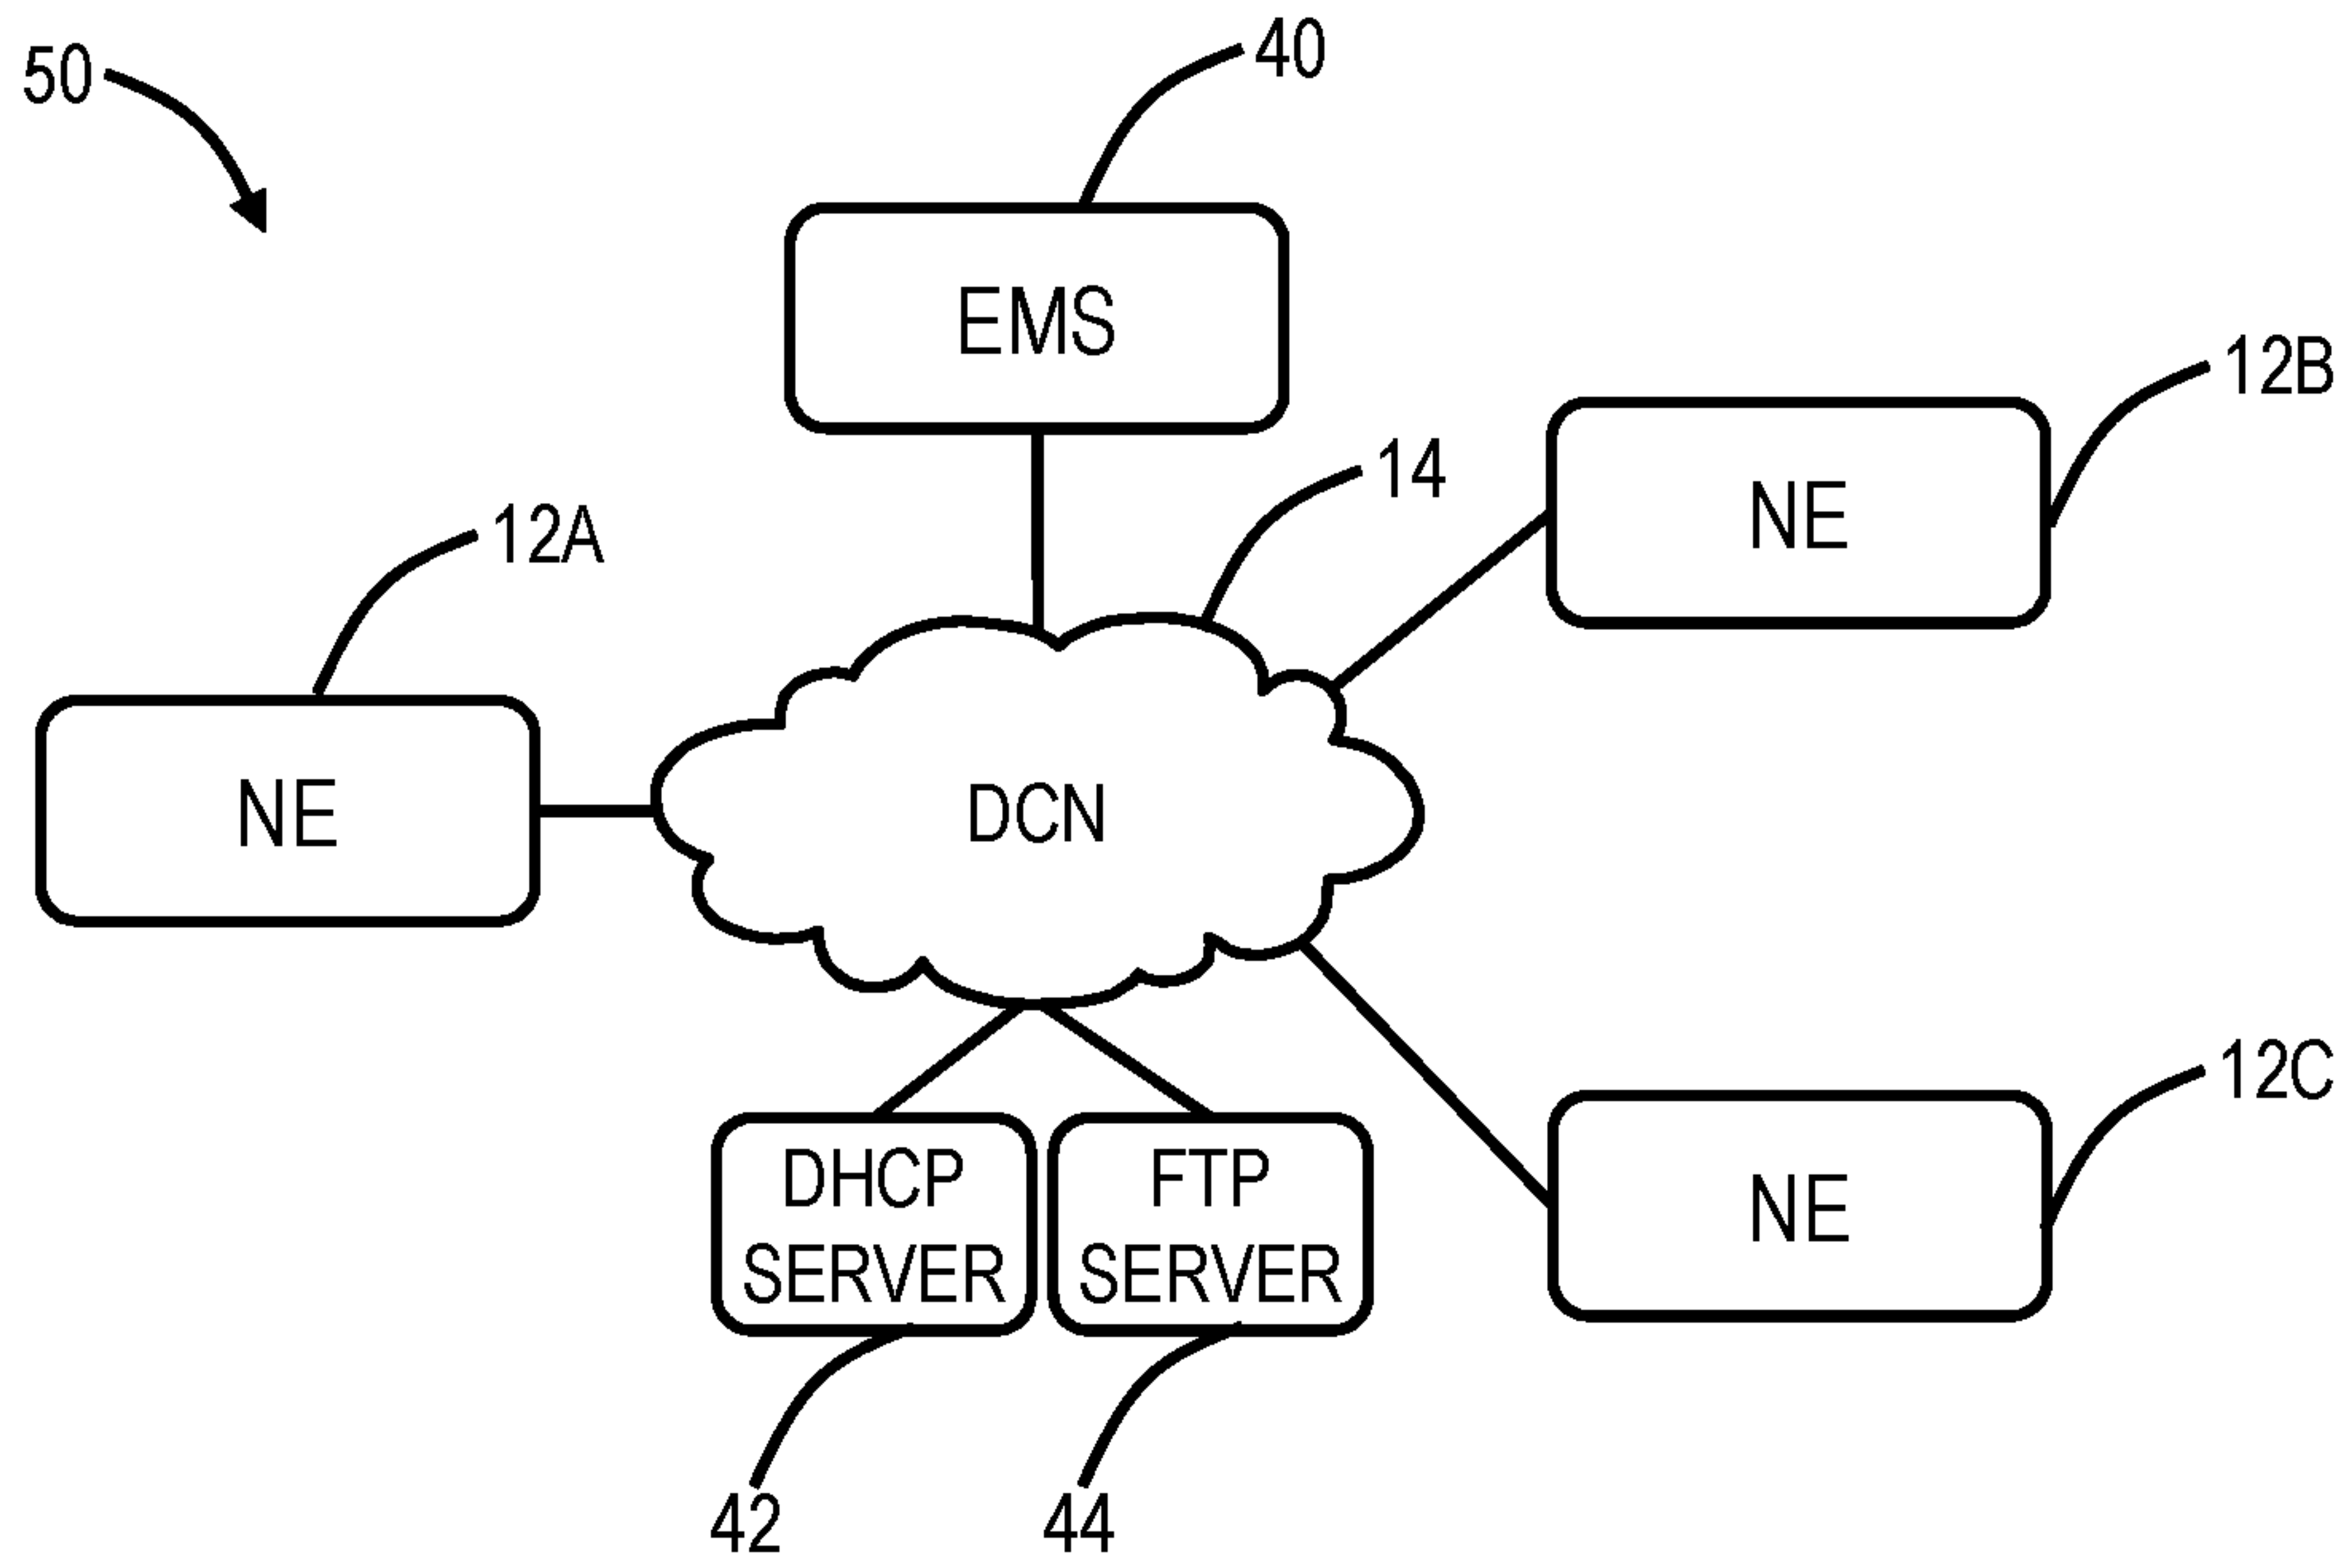 50
40
EMS
12B
NE
14
12A
NE
DCN
12C
NE
DHCP
SERVER
FTP
SERVER
42
44